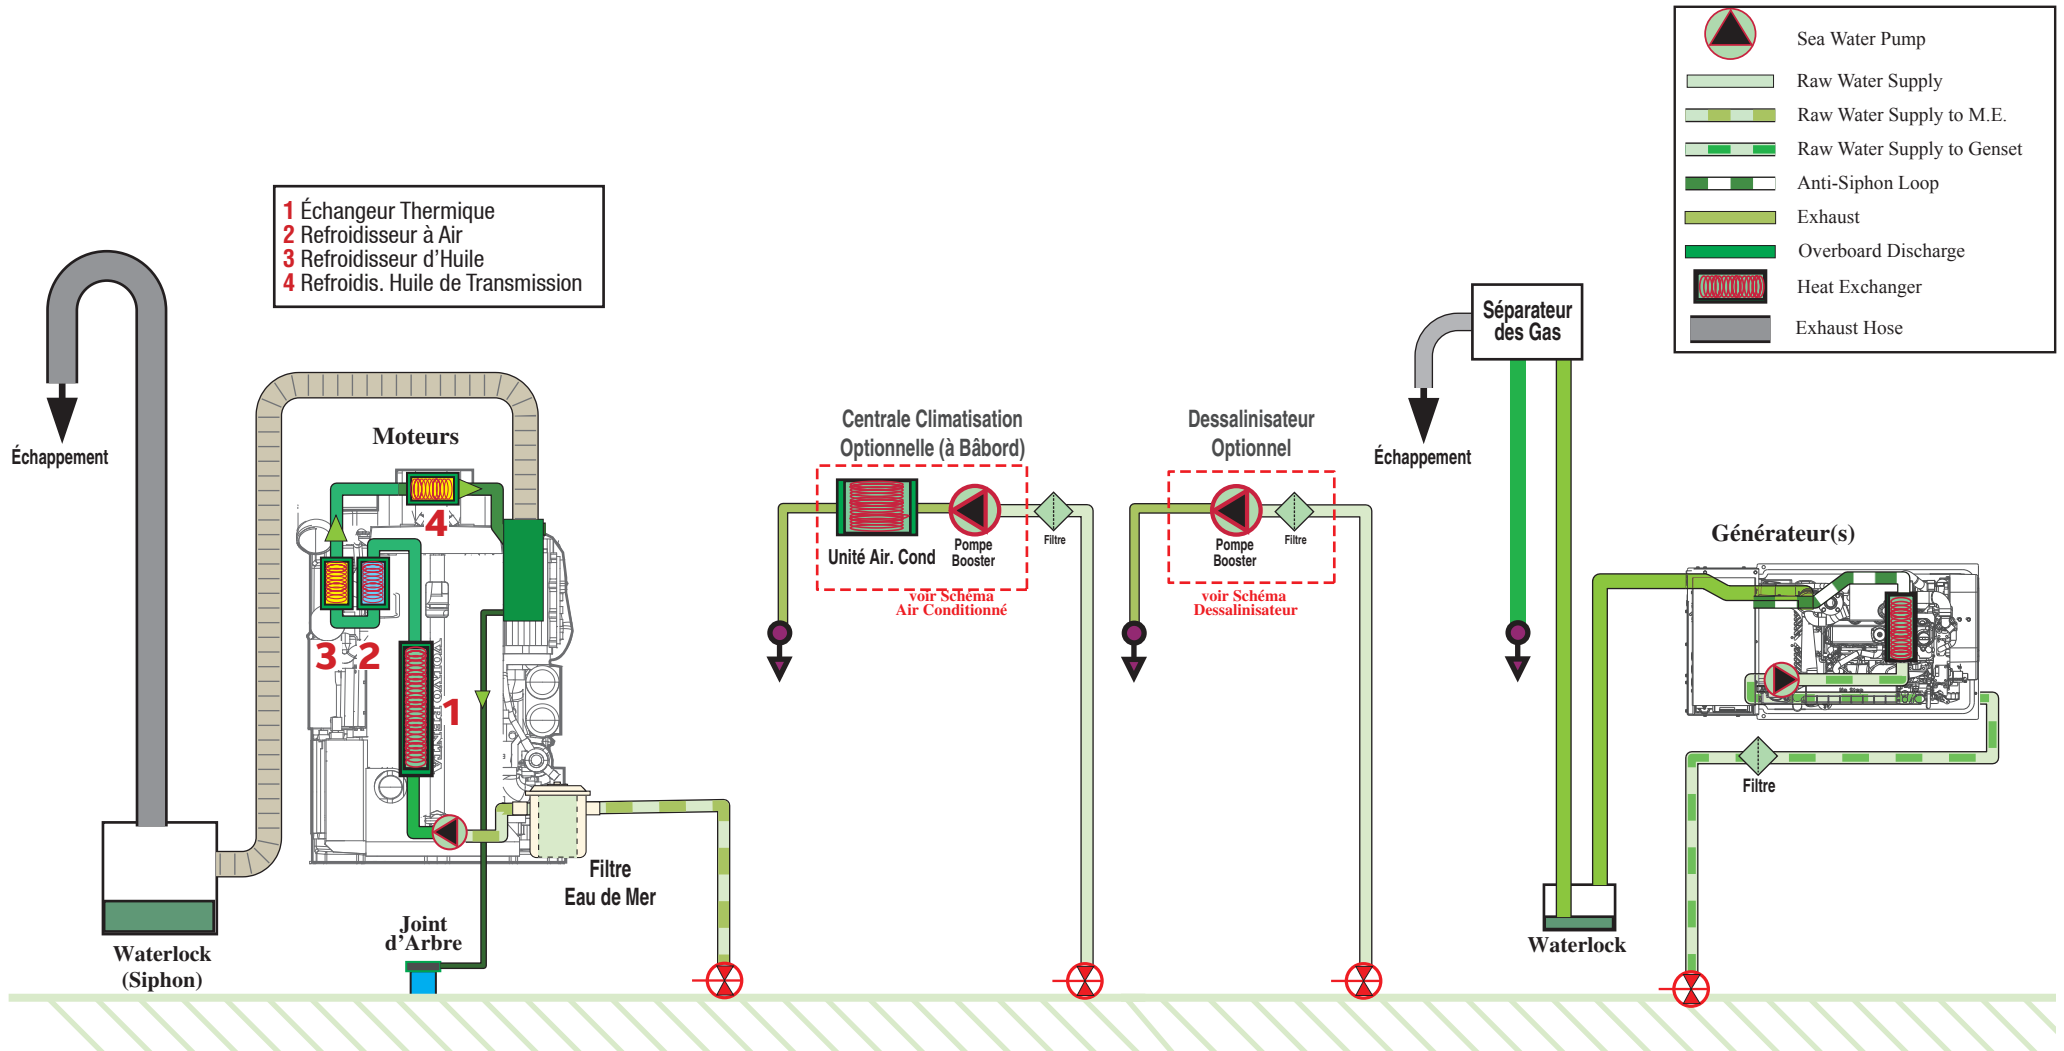 Sea Water Pump
Raw Water Supply
Raw Water Supply to M.E.
Raw Water Supply to Genset
Anti-Siphon Loop
Exhaust
Overboard Discharge
Heat Exchanger
Exhaust Hose
1 Échangeur Thermique
2 Refroidisseur à Air
3 Refroidisseur d'Huile
4 Refroidis. Huile de Transmission
Échappement
Moteurs
4
3
2
1
VOLVO PENTA
Filtre
Eau de Mer
Joint
d'Arbre
Waterlock
(Siphon)
Centrale Climatisation
Optionnelle (à Bâbord)
Unité Air. Cond
Pompe
Booster
Filtre
voir Schéma
Air Conditionné
Dessalinisateur
Optionnel
Pompe
Booster
Filtre
voir Schéma
Dessalinisateur
Séparateur
des Gas
Échappement
Générateur(s)
Filtre
Waterlock